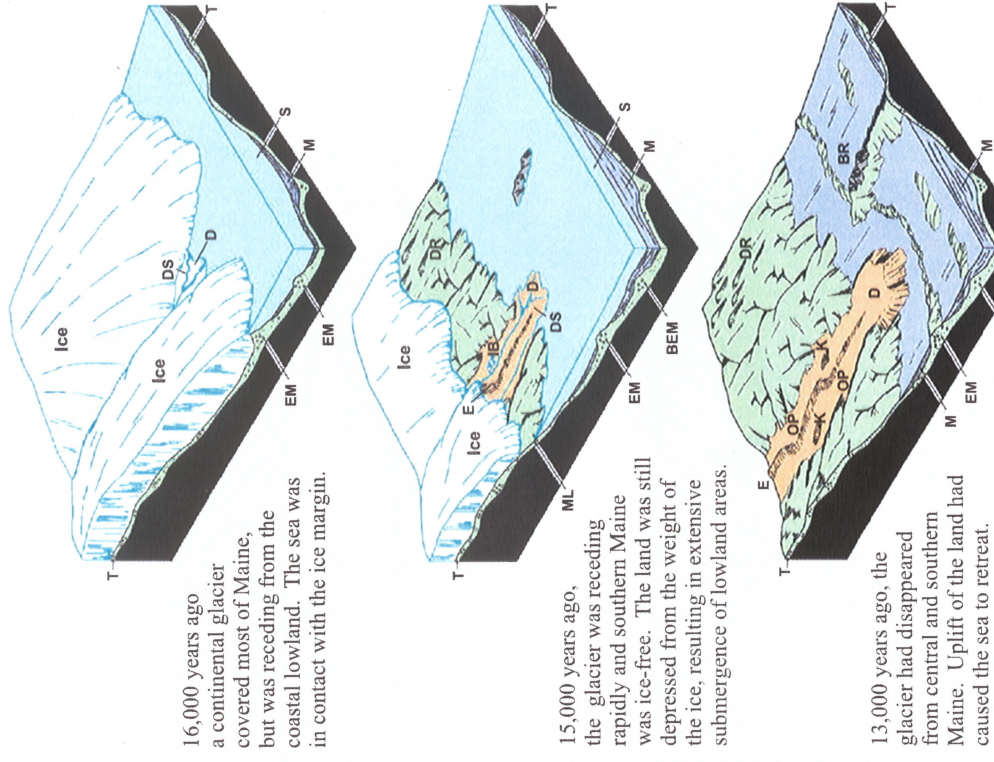 16,000 years ago
a continental glacier
covered most of Maine,
but was receding from the
coastal lowland. The sea was
in contact with the ice margin.
T
Ice
Ice
DS
D
T
S
M
EM
EM
15,000 years ago,
the glacier was receding
rapidly and southern Maine
was ice-free. The land was still
depressed from the weight of
the ice, resulting in extensive
submergence of lowland areas.
T
Ice
Ice
DR
E
IB
D
DS
T
S
M
BEM
EM
ML
13,000 years ago, the
glacier had disappeared
from central and southern
Maine. Uplift of the land had
caused the sea to retreat.
T
E
DR
OP
K
K
OP
D
BR
T
M
EM
M